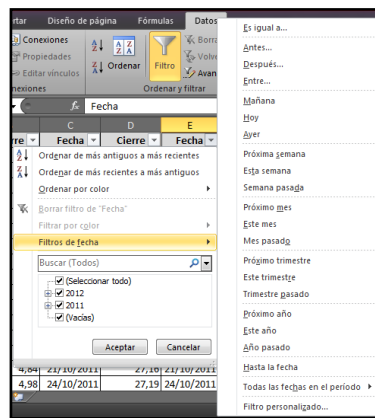 rtar Diseño de página Fórmulas Datos
Conexiones
Propiedades
Editar vínculos
nexiones
Ordenar
Filtro
Borra
Volve
Avan
Ordenar y filtrar
fx Fecha
C D E
rre Fecha Cierre Fecha
Ordenar de más antiguos a más recientes
Ordenar de más recientes a más antiguos
Ordenar por color
Borrar filtro de "Fecha"
Filtrar por color
Filtros de fecha
Buscar (Todos)
(Seleccionar todo)
2012
2011
(Vacías)
Aceptar Cancelar
4,84 21/10/2011 27,16 21/10/2011
4,98 24/10/2011 27,19 24/10/2011
Es igual a...
Antes...
Después...
Entre...
Mañana
Hoy
Ayer
Próxima semana
Esta semana
Semana pasada
Próximo mes
Este mes
Mes pasado
Próximo trimestre
Este trimestre
Trimestre pasado
Próximo año
Este año
Año pasado
Hasta la fecha
Todas las fechas en el período
Filtro personalizado...